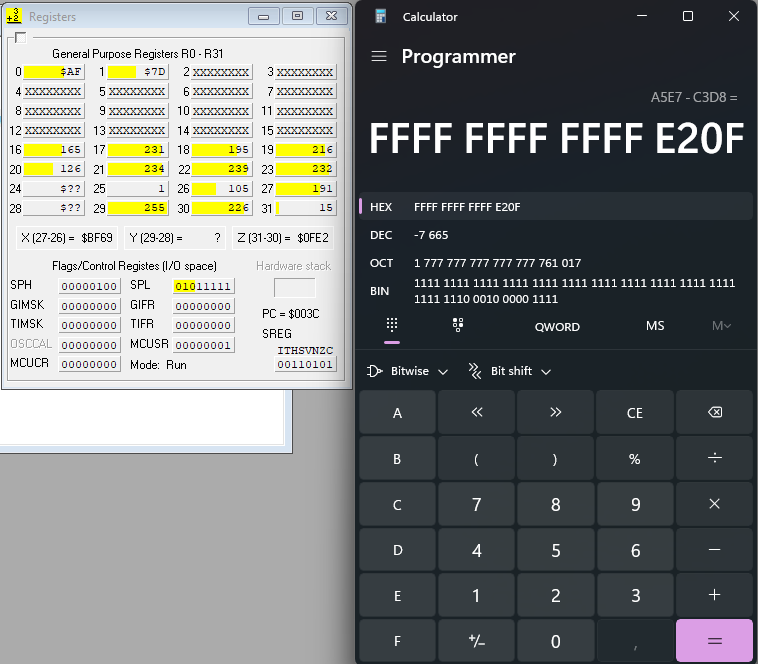 Registers
General Purpose Registers R0 - R31
0 $AF 1 $7D 2 XXXXXXXX 3 XXXXXXXX
4 XXXXXXXX 5 XXXXXXXX 6 XXXXXXXX 7 XXXXXXXX
8 XXXXXXXX 9 XXXXXXXX 10 XXXXXXXX 11 XXXXXXXX
12 XXXXXXXX 13 XXXXXXXX 14 XXXXXXXX 15 XXXXXXXX
16 165 17 231 18 195 19 216
20 126 21 234 22 239 23 232
24 $?? 25 1 26 105 27 191
28 $?? 29 255 30 226 31 15
X (27-26) = $BF69 Y (29-28) = ? Z (31-30) = $0FE2
Flags/Control Registes (I/O space) Hardware stack
SPH 00000100 SPL 01011111
GIMSK 00000000 GIFR 00000000
PC = $003C
TIMSK 00000000 TIFR 00000000
SREG
OSCCAL 00000000 MCUSR 00000001
ITHSVNZC
MCUCR 00000000 Mode: Run 00110101
Calculator
Programmer
A5E7 - C3D8 =
FFFF FFFF FFFF E20F
HEX FFFF FFFF FFFF E20F
DEC -7 665
OCT 1 777 777 777 777 777 761 017
BIN 1111 1111 1111 1111 1111 1111 1111 1111 1111 1111 1111 1111
1111 1110 0010 0000 1111
QWORD MS M
Bitwise Bit shift
A « » CE
B ( ) % ÷
C 7 8 9 ×
D 4 5 6 −
E 1 2 3 +
F +/− 0 , =